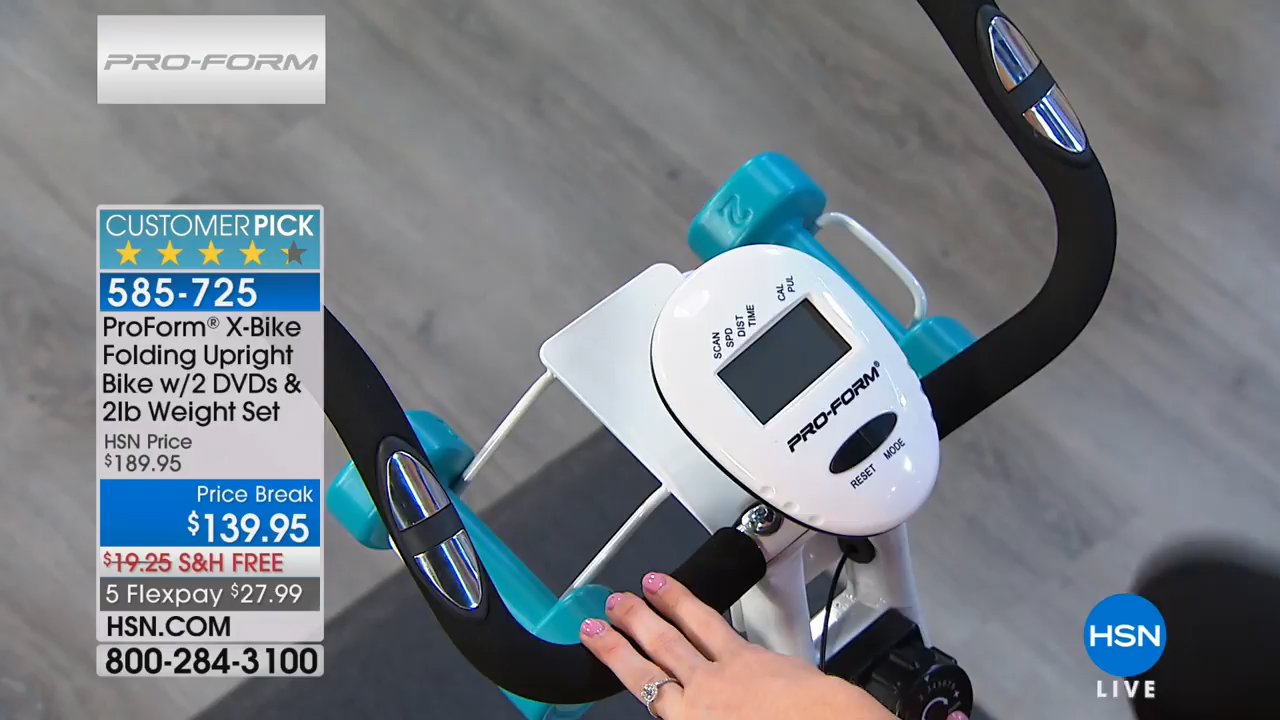 PRO-FORM
CUSTOMER PICK
585-725
ProForm® X-Bike
Folding Upright
Bike w/2 DVDs &
2lb Weight Set
HSN Price
$189.95
Price Break
$139.95
$19.25 S&H FREE
5 Flexpay $27.99
HSN.COM
800-284-3100
2
SCAN
SPD
DIST
TIME
CAL
PUL
PRO-FORM®
RESET
MODE
HSN
LIVE